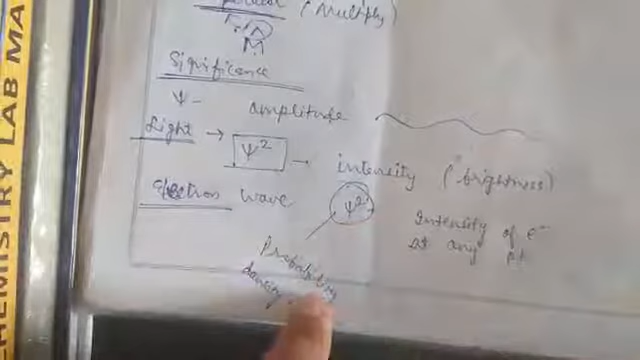 (Multiply)
M
Significance
ψ - amplitude
Light → ψ² → intensity (brightness)
electron wave ψ² Intensity of e⁻
at any pt
Probability
density
CHEMISTRY LAB MA